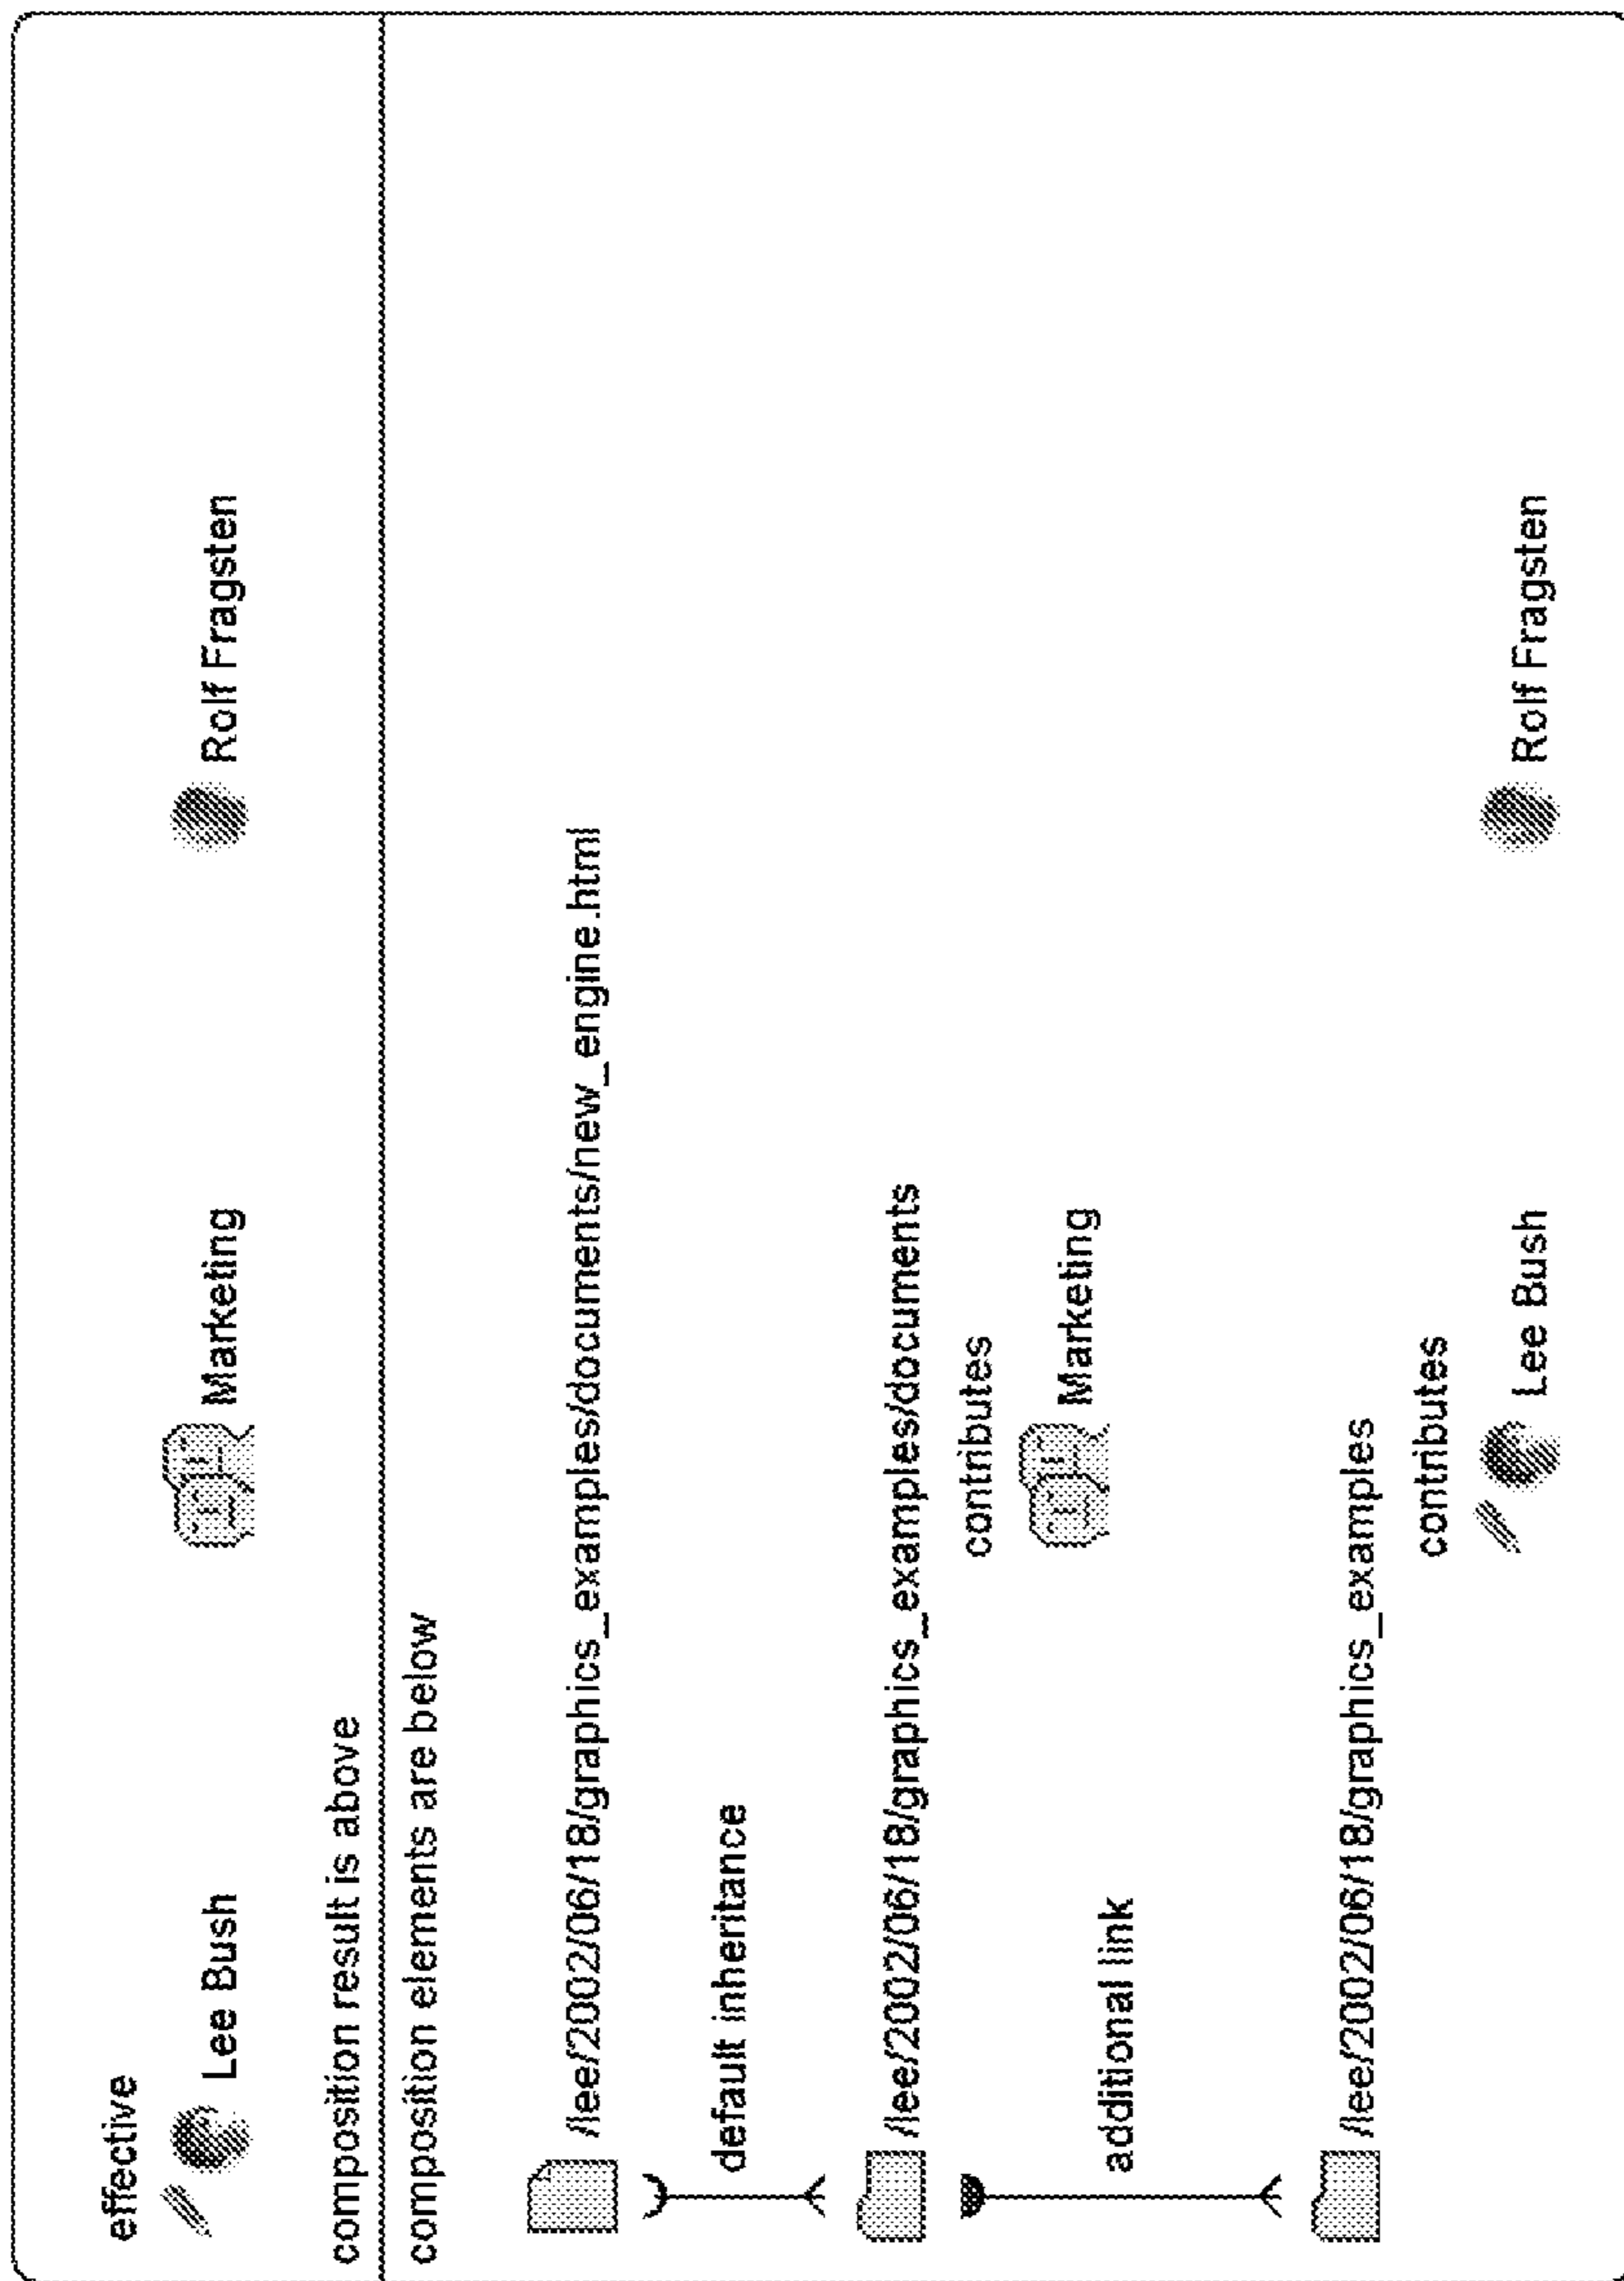 effective
Lee Bush Marketing Rolf Fragsten
composition result is above
composition elements are below
/lee/2002/06/18/graphics_examples/documents/new_engine.html
default inheritance
/lee/2002/06/18/graphics_examples/documents
contributes
Marketing
additional link
/lee/2002/06/18/graphics_examples
contributes
Lee Bush Rolf Fragsten